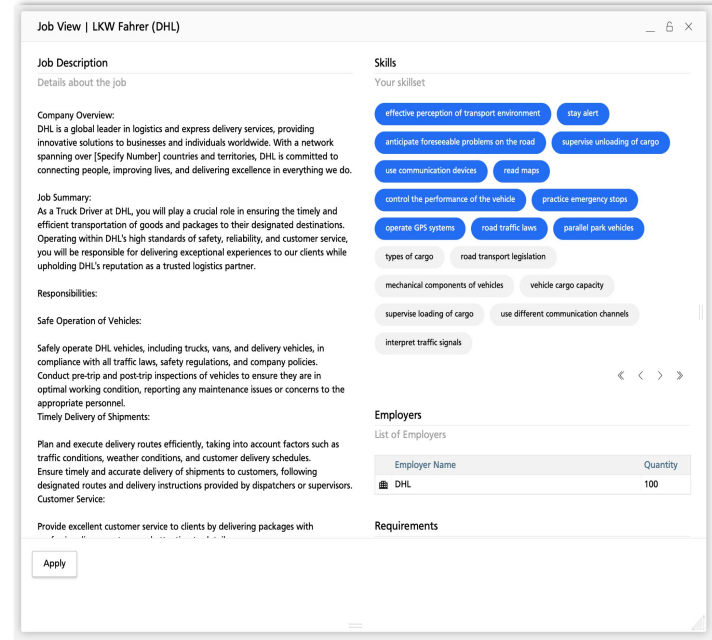 Job View | LKW Fahrer (DHL)
Job Description
Details about the job
Company Overview:
DHL is a global leader in logistics and express delivery services, providing
innovative solutions to businesses and individuals worldwide. With a network
spanning over [Specify Number] countries and territories, DHL is committed to
connecting people, improving lives, and delivering excellence in everything we do.
Job Summary:
As a Truck Driver at DHL, you will play a crucial role in ensuring the timely and
efficient transportation of goods and packages to their designated destinations.
Operating within DHL's high standards of safety, reliability, and customer service,
you will be responsible for delivering exceptional experiences to our clients while
upholding DHL's reputation as a trusted logistics partner.
Responsibilities:
Safe Operation of Vehicles:
Safely operate DHL vehicles, including trucks, vans, and delivery vehicles, in
compliance with all traffic laws, safety regulations, and company policies.
Conduct pre-trip and post-trip inspections of vehicles to ensure they are in
optimal working condition, reporting any maintenance issues or concerns to the
appropriate personnel.
Timely Delivery of Shipments:
Plan and execute delivery routes efficiently, taking into account factors such as
traffic conditions, weather conditions, and customer delivery schedules.
Ensure timely and accurate delivery of shipments to customers, following
designated routes and delivery instructions provided by dispatchers or supervisors.
Customer Service:
Provide excellent customer service to clients by delivering packages with
Skills
Your skillset
effective perception of transport environment stay alert
anticipate foreseeable problems on the road supervise unloading of cargo
use communication devices read maps
control the performance of the vehicle practice emergency stops
operate GPS systems road traffic laws parallel park vehicles
types of cargo road transport legislation
mechanical components of vehicles vehicle cargo capacity
supervise loading of cargo use different communication channels
interpret traffic signals
Employers
List of Employers
Employer Name Quantity
DHL 100
Requirements
Apply